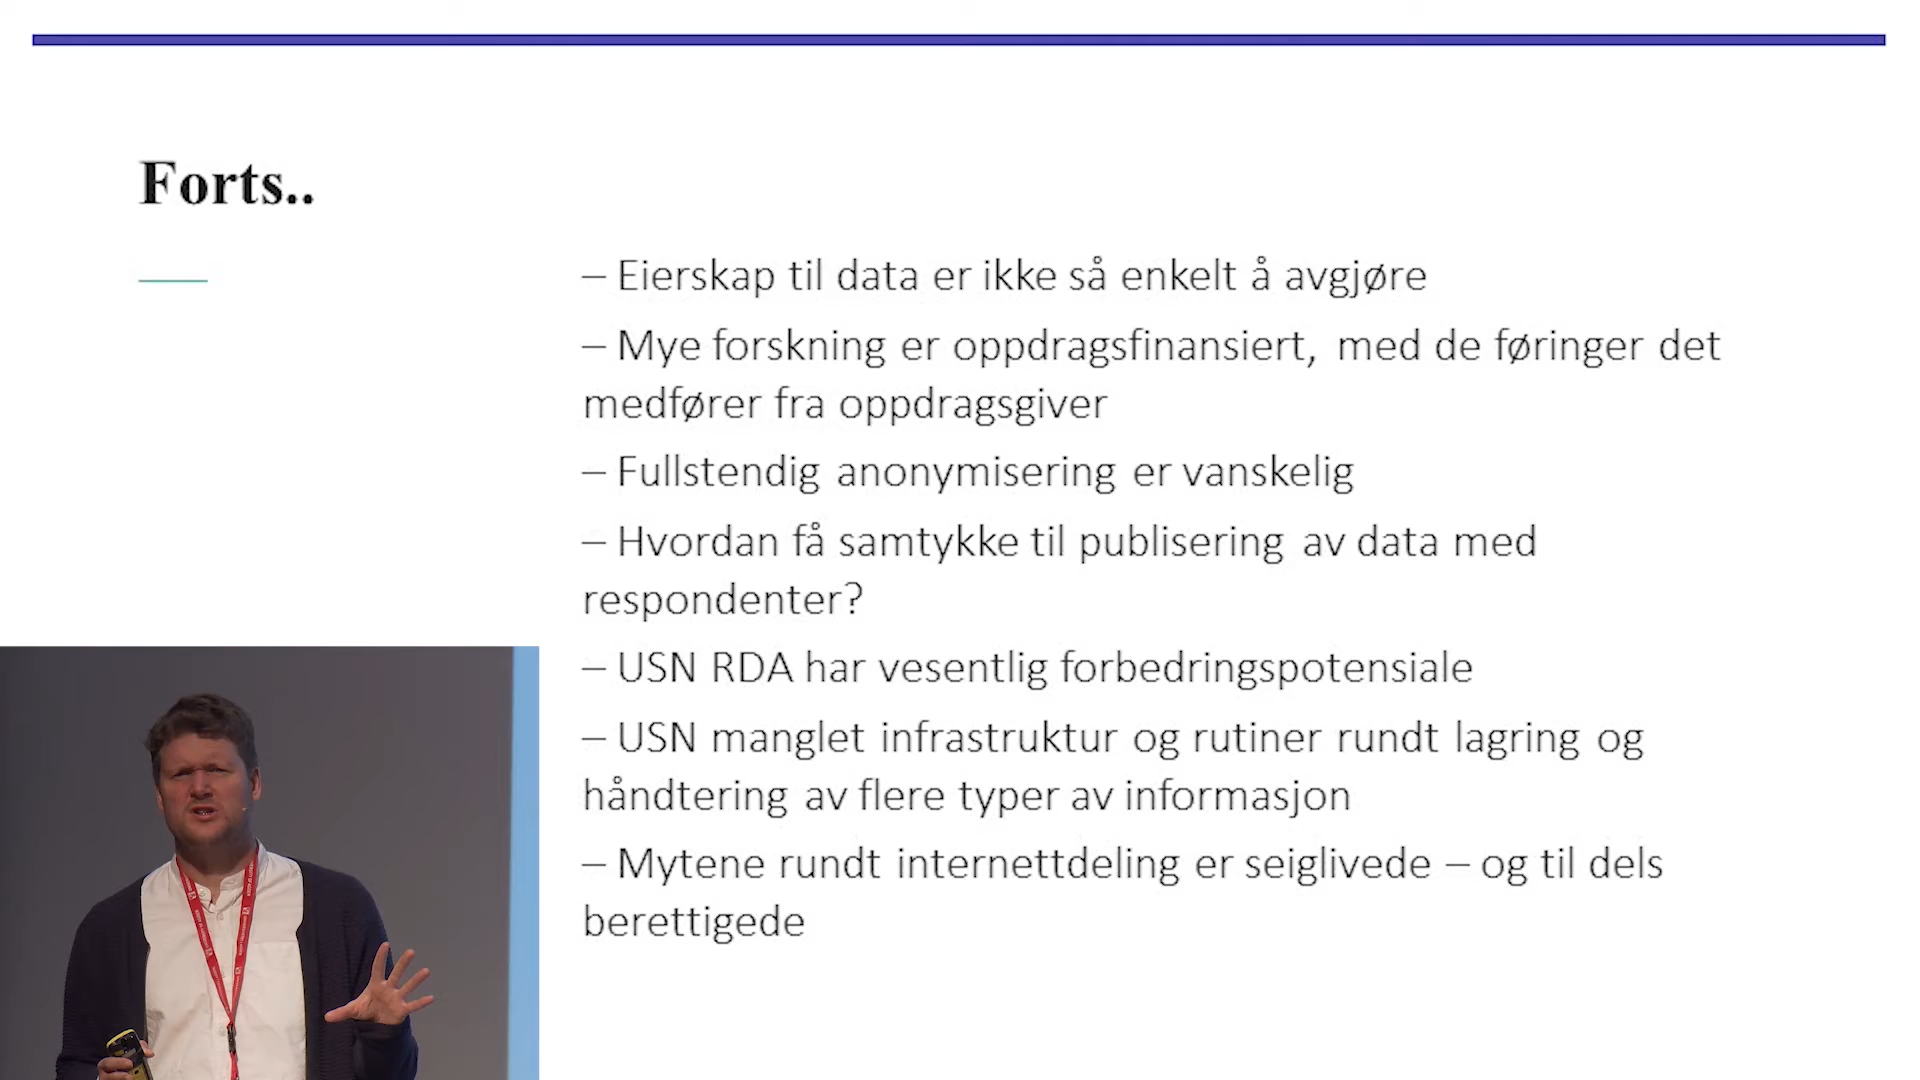 Forts..
– Eierskap til data er ikke så enkelt å avgjøre
– Mye forskning er oppdragsfinansiert, med de føringer det
medfører fra oppdragsgiver
– Fullstendig anonymisering er vanskelig
– Hvordan få samtykke til publisering av data med
respondenter?
– USN RDA har vesentlig forbedringspotensiale
– USN manglet infrastruktur og rutiner rundt lagring og
håndtering av flere typer av informasjon
– Mytene rundt internettdeling er seiglivede – og til dels
berettigede